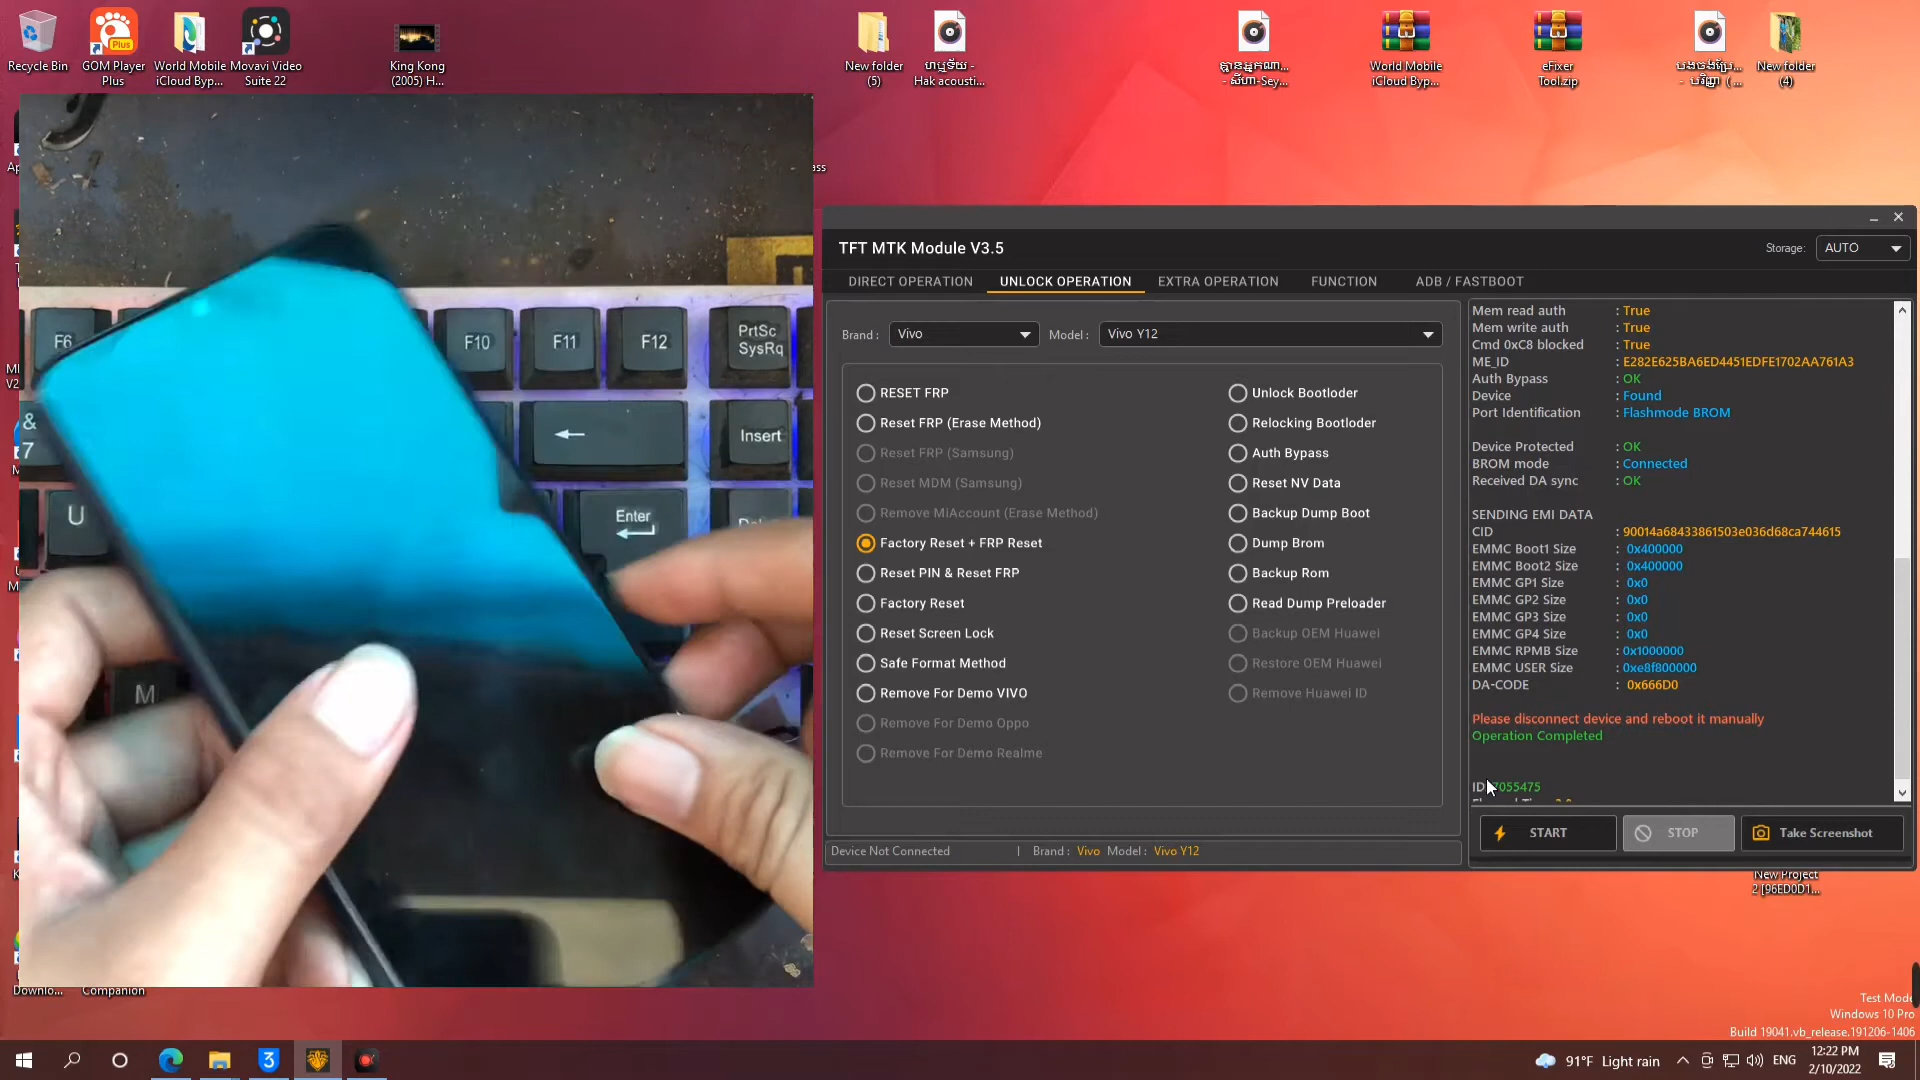 Recycle Bin
GOM Player
Plus
World Mobile
iCloud Byp...
Movavi Video
Suite 22
King Kong
(2005) H...
New folder
(5)
Hak acousti...
World Mobile
iCloud Byp...
eFixer
Tool.zip
New folder
(4)
ass
F6
F10
F11
F12
PrtSc
SysRq
&
7
Insert
U
Enter
M
Downlo...
Companion
TFT MTK Module V3.5
Storage:
AUTO
DIRECT OPERATION
UNLOCK OPERATION
EXTRA OPERATION
FUNCTION
ADB / FASTBOOT
Brand :
Vivo
Model :
Vivo Y12
RESET FRP
Reset FRP (Erase Method)
Reset FRP (Samsung)
Reset MDM (Samsung)
Remove MiAccount (Erase Method)
Factory Reset + FRP Reset
Reset PIN & Reset FRP
Factory Reset
Reset Screen Lock
Safe Format Method
Remove For Demo VIVO
Remove For Demo Oppo
Remove For Demo Realme
Unlock Bootloder
Relocking Bootloder
Auth Bypass
Reset NV Data
Backup Dump Boot
Dump Brom
Backup Rom
Read Dump Preloader
Backup OEM Huawei
Restore OEM Huawei
Remove Huawei ID
Mem read auth : True
Mem write auth : True
Cmd 0xC8 blocked : True
ME_ID : E282E625BA6ED4451EDFE1702AA761A3
Auth Bypass : OK
Device : Found
Port Identification : Flashmode BROM
Device Protected : OK
BROM mode : Connected
Received DA sync : OK
SENDING EMI DATA
CID : 90014a68433861503e036d68ca744615
EMMC Boot1 Size : 0x400000
EMMC Boot2 Size : 0x400000
EMMC GP1 Size : 0x0
EMMC GP2 Size : 0x0
EMMC GP3 Size : 0x0
EMMC GP4 Size : 0x0
EMMC RPMB Size : 0x1000000
EMMC USER Size : 0xe8f800000
DA-CODE : 0x666D0
Please disconnect device and reboot it manually
Operation Completed
START
STOP
Take Screenshot
Device Not Connected | Brand : Vivo Model : Vivo Y12
New Project
2 [96ED0D1...
Test Mode
Windows 10 Pro
Build 19041.vb_release.191206-1406
91°F Light rain
ENG
12:22 PM
2/10/2022